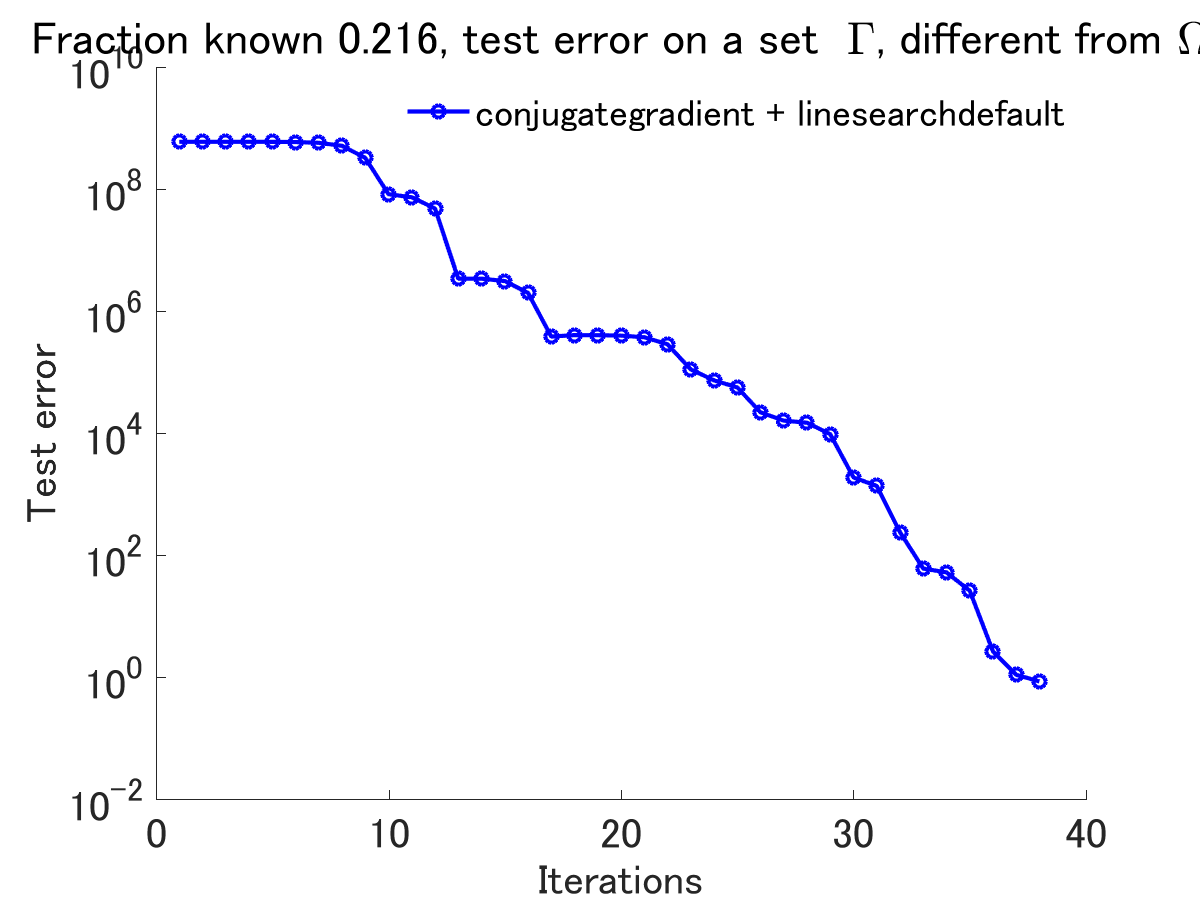 Fraction known 0.216, test error on a set Γ, different from Ω
10^10
conjugategradient + linesearchdefault
10^8
10^6
10^4
10^2
10^0
10^−2
Test error
0 10 20 30 40
Iterations